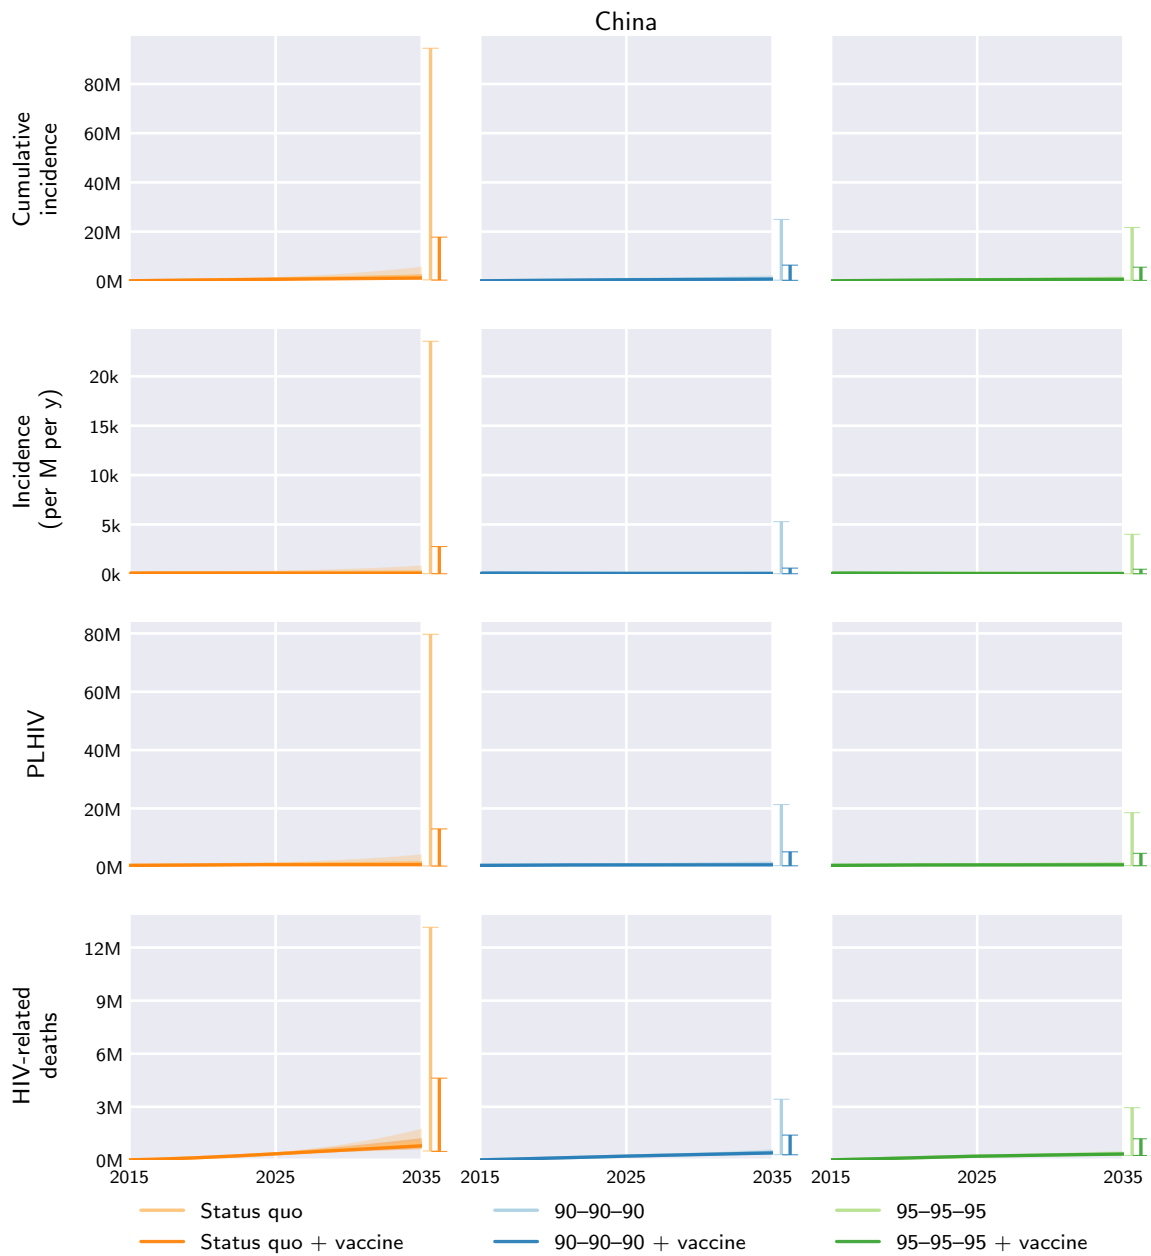 China
Cumulative
incidence
80M
60M
40M
20M
0M
Incidence
(per M per y)
20k
15k
10k
5k
0k
PLHIV
80M
60M
40M
20M
0M
HIV-related
deaths
12M
9M
6M
3M
0M
2015 2025 2035 2015 2025 2035 2015 2025 2035
Status quo 90–90–90 95–95–95
Status quo + vaccine 90–90–90 + vaccine 95–95–95 + vaccine